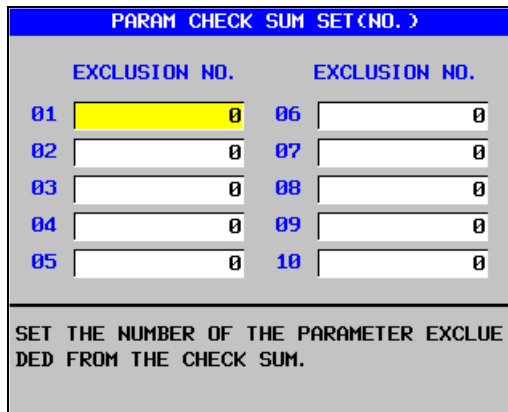 PARAM CHECK SUM SET(NO.)
EXCLUSION NO. EXCLUSION NO.
01 0 06 0
02 0 07 0
03 0 08 0
04 0 09 0
05 0 10 0
SET THE NUMBER OF THE PARAMETER EXCLUE
DED FROM THE CHECK SUM.